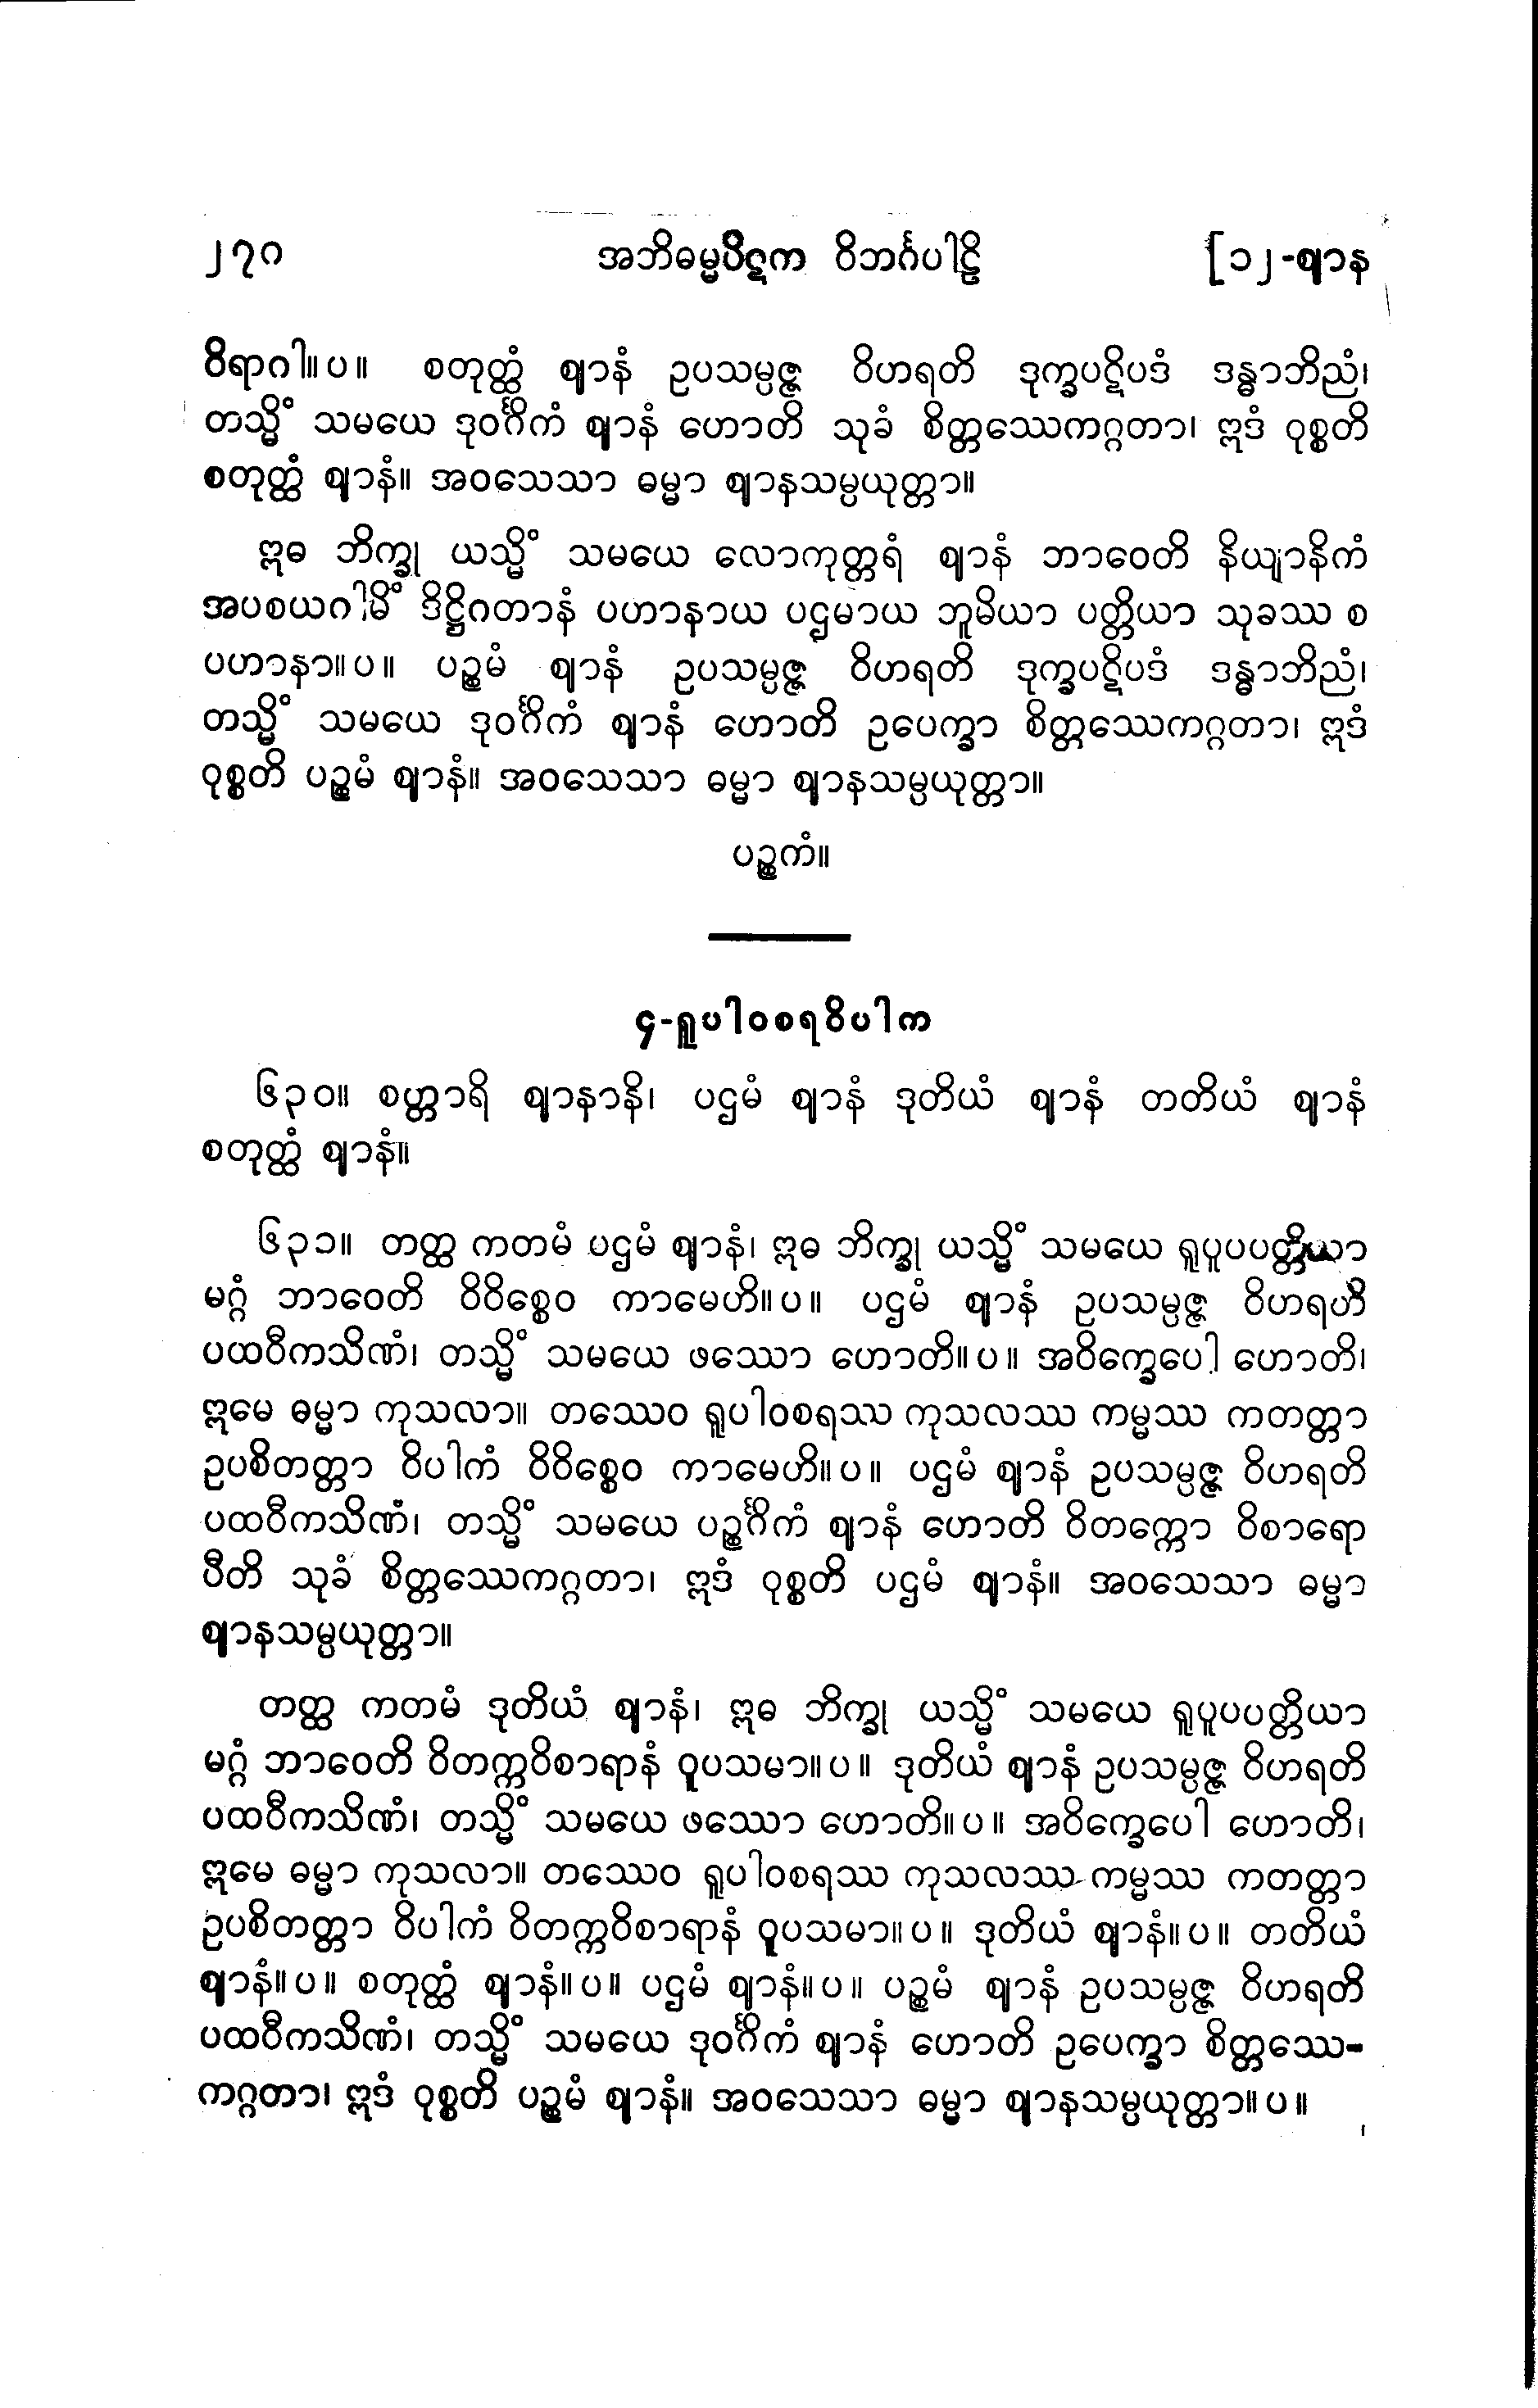 ၂၇ဂ အဘိဓမ္မပိဋက ဝိဘင်္ဂပါဠိ [၁၂-ဈာန
ဝိရာဂါ။ပ။ စတုတ္ထံ ဈာနံ ဥပသမ္ပဇ္ဇ ဝိဟရတိ ဒုက္ခပဋိပဒံ ဒန္ဓာဘိညံ၊
တသ္မိံ သမယေ ဒုဝင်္ဂိကံ ဈာနံ ဟောတိ သုခံ စိတ္တဿေကဂ္ဂတာ၊ ဣဒံ ဝုစ္စတိ
စတုတ္ထံ ဈာနံ။ အဝသေသာ ဓမ္မာ ဈာနသမ္ပယုတ္တာ။
ဣဓ ဘိက္ခု ယသ္မိံ သမယေ လောကုတ္တရံ ဈာနံ ဘာဝေတိ နိယျာနိကံ
အပစယဂါမိံ ဒိဋ္ဌိဂတာနံ ပဟာနာယ ပဌမာယ ဘူမိယာ ပတ္တိယာ သုခဿ စ
ပဟာနာ။ပ။ ပဉ္စမံ ဈာနံ ဥပသမ္ပဇ္ဇ ဝိဟရတိ ဒုက္ခပဋိပဒံ ဒန္ဓာဘိညံ၊
တသ္မိံ သမယေ ဒုဝင်္ဂိကံ ဈာနံ ဟောတိ ဥပေက္ခာ စိတ္တဿေကဂ္ဂတာ၊ ဣဒံ
ဝုစ္စတိ ပဉ္စမံ ဈာနံ။ အဝသေသာ ဓမ္မာ ဈာနသမ္ပယုတ္တာ။
ပဉ္စကံ။
၄-ရူပါဝစရဝိပါက
၆၃၀။ စတ္တာရိ ဈာနာနိ၊ ပဌမံ ဈာနံ ဒုတိယံ ဈာနံ တတိယံ ဈာနံ
စတုတ္ထံ ဈာနံ။
၆၃၁။ တတ္ထ ကတမံ ပဌမံ ဈာနံ၊ ဣဓ ဘိက္ခု ယသ္မိံ သမယေ ရူပူပပတ္တိယာ
မဂ္ဂံ ဘာဝေတိ ဝိဝိစ္စေဝ ကာမေဟိ။ပ။ ပဌမံ ဈာနံ ဥပသမ္ပဇ္ဇ ဝိဟရဟိ
ပထဝီကသိဏံ၊ တသ္မိံ သမယေ ဖဿော ဟောတိ။ပ။ အဝိက္ခေပေါ ဟောတိ၊
ဣမေ ဓမ္မာ ကုသလာ။ တဿေဝ ရူပါဝစရဿ ကုသလဿ ကမ္မဿ ကတတ္တာ
ဥပစိတတ္တာ ဝိပါကံ ဝိဝိစ္စေဝ ကာမေဟိ။ပ။ ပဌမံ ဈာနံ ဥပသမ္ပဇ္ဇ ဝိဟရတိ
ပထဝီကသိဏံ၊ တသ္မိံ သမယေ ပဉ္စင်္ဂိကံ ဈာနံ ဟောတိ ဝိတက္ကော ဝိစာရော
ပီတိ သုခံ စိတ္တဿေကဂ္ဂတာ၊ ဣဒံ ဝုစ္စတိ ပဌမံ ဈာနံ။ အဝသေသာ ဓမ္မာ
ဈာနသမ္ပယုတ္တာ။
တတ္ထ ကတမံ ဒုတိယံ ဈာနံ၊ ဣဓ ဘိက္ခု ယသ္မိံ သမယေ ရူပူပပတ္တိယာ
မဂ္ဂံ ဘာဝေတိ ဝိတက္ကဝိစာရာနံ ဝူပသမာ။ပ။ ဒုတိယံ ဈာနံ ဥပသမ္ပဇ္ဇ ဝိဟရတိ
ပထဝီကသိဏံ၊ တသ္မိံ သမယေ ဖဿော ဟောတိ။ပ။ အဝိက္ခေပေါ ဟောတိ၊
ဣမေ ဓမ္မာ ကုသလာ။ တဿေဝ ရူပါဝစရဿ ကုသလဿ ကမ္မဿ ကတတ္တာ
ဥပစိတတ္တာ ဝိပါကံ ဝိတက္ကဝိစာရာနံ ဝူပသမာ။ပ။ ဒုတိယံ ဈာနံ။ပ။ တတိယံ
ဈာနံ။ပ။ စတုတ္ထံ ဈာနံ။ပ။ ပဌမံ ဈာနံ။ပ။ ပဉ္စမံ ဈာနံ ဥပသမ္ပဇ္ဇ ဝိဟရတိ
ပထဝီကသိဏံ၊ တသ္မိံ သမယေ ဒုဝင်္ဂိကံ ဈာနံ ဟောတိ ဥပေက္ခာ စိတ္တဿေ-
ကဂ္ဂတာ၊ ဣဒံ ဝုစ္စတိ ပဉ္စမံ ဈာနံ။ အဝသေသာ ဓမ္မာ ဈာနသမ္ပယုတ္တာ။ပ။